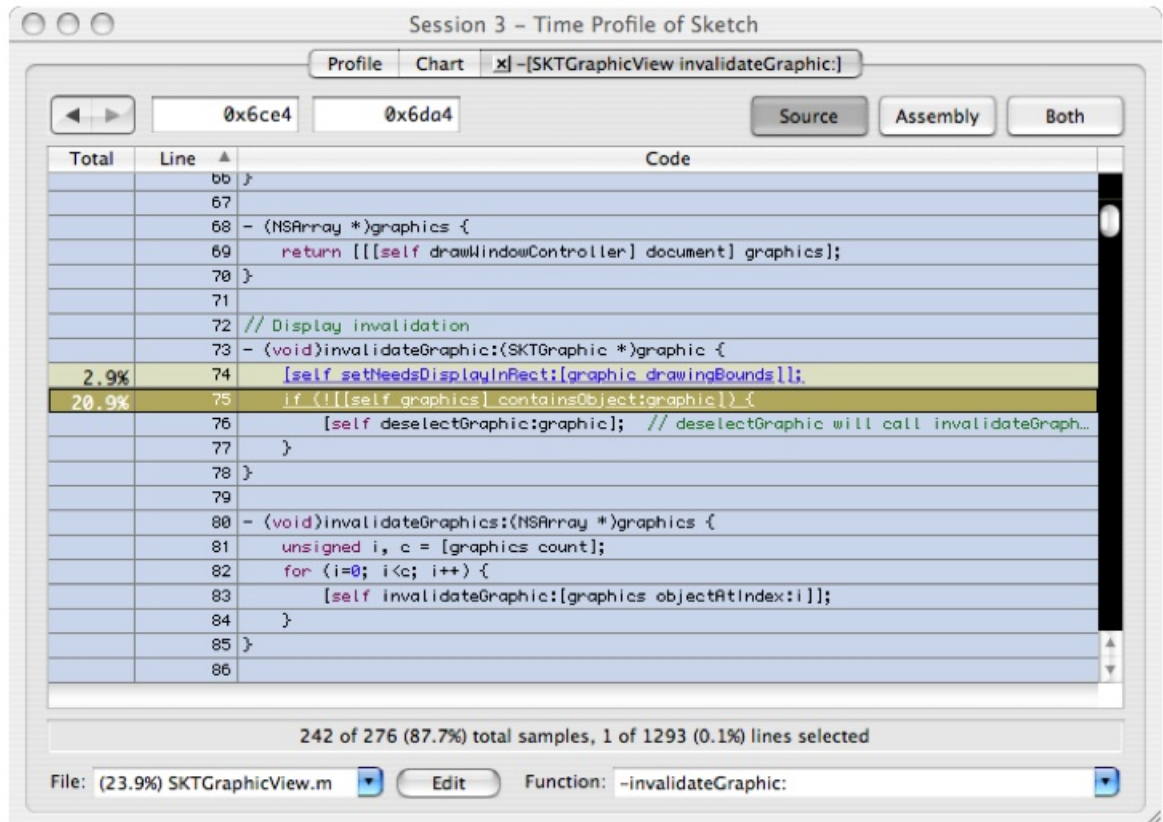 Session 3 – Time Profile of Sketch
Profile Chart x -[SKTGraphicView invalidateGraphic:]
0x6ce4 0x6da4 Source Assembly Both
Total Line Code
66 }
67
68 - (NSArray *)graphics {
69 return [[[self drawWindowController] document] graphics];
70 }
71
72 // Display invalidation
73 - (void)invalidateGraphic:(SKTGraphic *)graphic {
2.9% 74 [self setNeedsDisplayInRect:[graphic drawingBounds]];
20.9% 75 if (![[self graphics] containsObject:graphic]) {
76 [self deselectGraphic:graphic]; // deselectGraphic will call invalidateGraph…
77 }
78 }
79
80 - (void)invalidateGraphics:(NSArray *)graphics {
81 unsigned i, c = [graphics count];
82 for (i=0; i<c; i++) {
83 [self invalidateGraphic:[graphics objectAtIndex:i]];
84 }
85 }
86
242 of 276 (87.7%) total samples, 1 of 1293 (0.1%) lines selected
File: (23.9%) SKTGraphicView.m Edit Function: -invalidateGraphic: